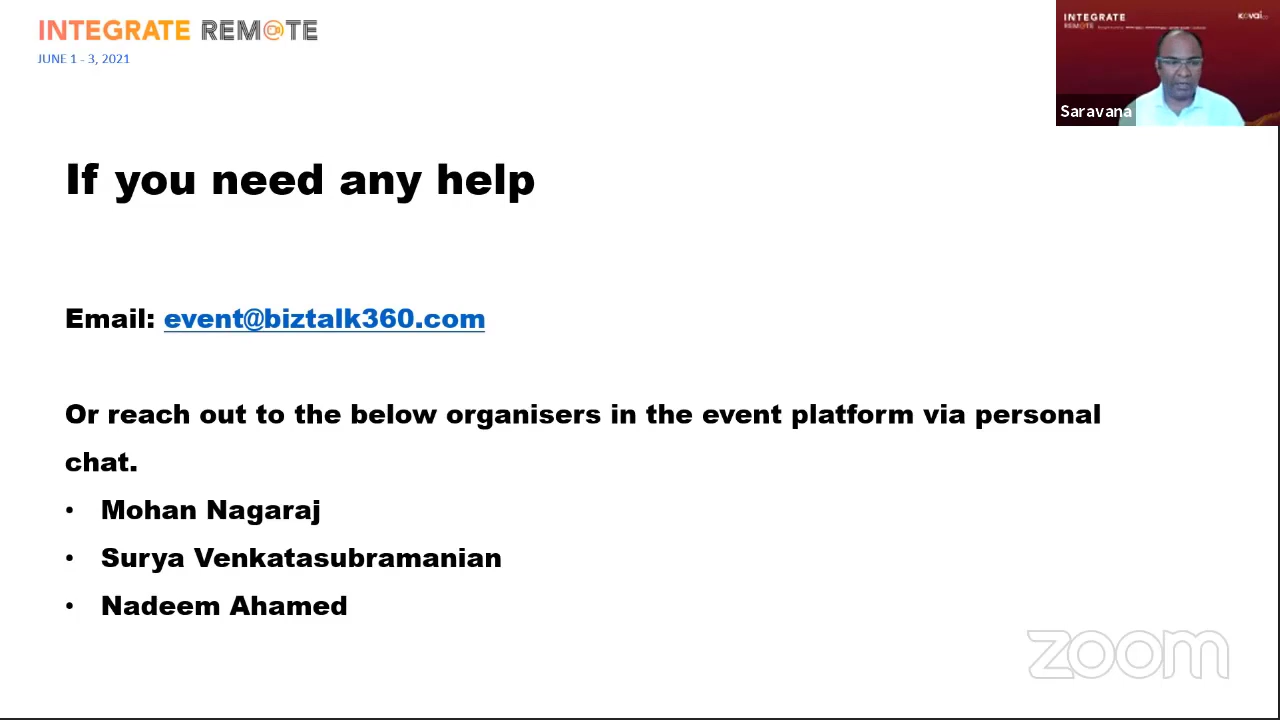 INTEGRATE REM@TE
JUNE 1 - 3, 2021
INTEGRATE
REMOTE
kovai
Saravana
If you need any help
Email: event@biztalk360.com
Or reach out to the below organisers in the event platform via personal
chat.
• Mohan Nagaraj
• Surya Venkatasubramanian
• Nadeem Ahamed
zoom